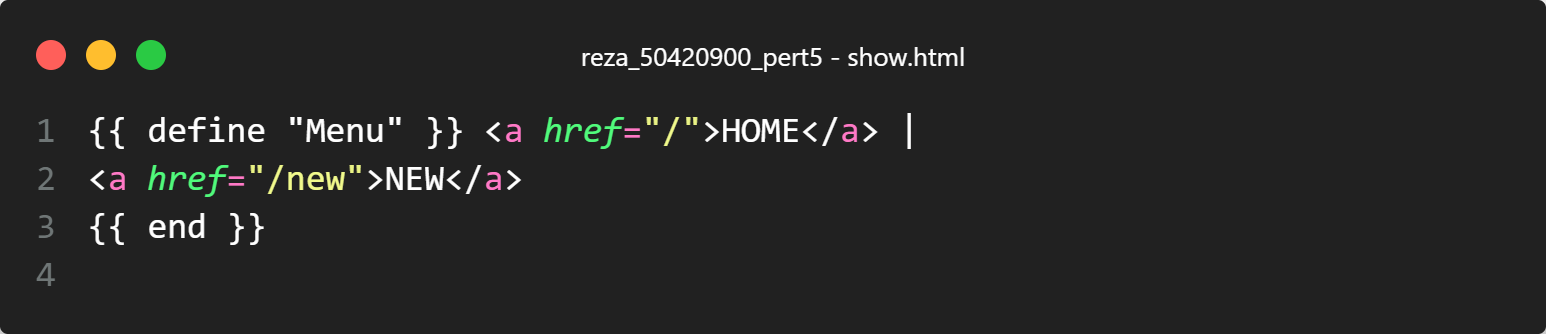 reza_50420900_pert5 - show.html
1 {{ define "Menu" }} <a href="/">HOME</a> |
2 <a href="/new">NEW</a>
3 {{ end }}
4